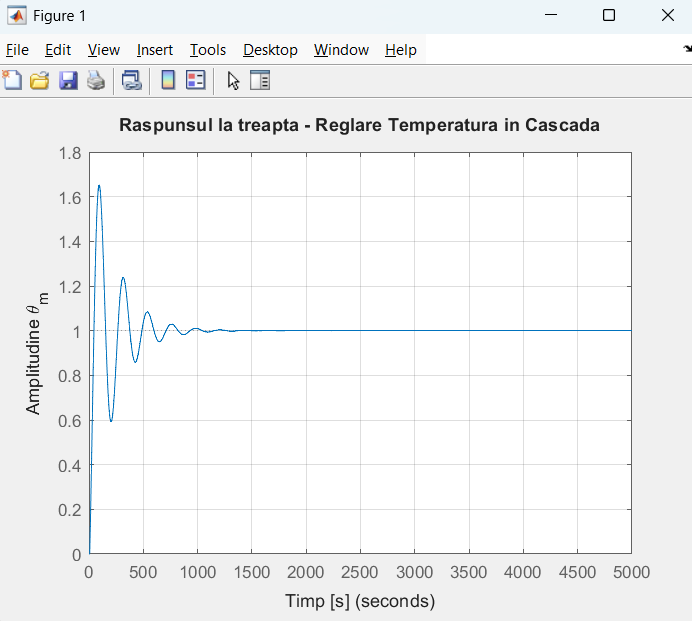 Figure 1
File Edit View Insert Tools Desktop Window Help
Raspunsul la treapta - Reglare Temperatura in Cascada
1.8
1.6
1.4
1.2
1
0.8
0.6
0.4
0.2
0
Amplitudine θm
0 500 1000 1500 2000 2500 3000 3500 4000 4500 5000
Timp [s] (seconds)